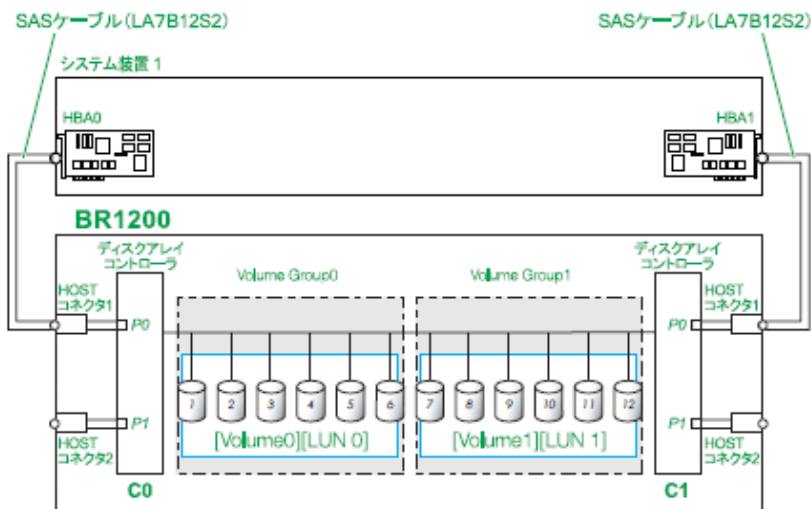 SASケーブル(LA7B12S2)
SASケーブル(LA7B12S2)
システム装置 1
HBA0
HBA1
BR1200
ディスクアレイ
コントローラ
Volume Group0
Volume Group1
ディスクアレイ
コントローラ
HOST
コネクタ1
P0
P0
HOST
コネクタ1
1
2
3
4
5
6
7
8
9
10
11
12
[Volume0][LUN 0]
[Volume1][LUN 1]
P1
P1
HOST
コネクタ2
HOST
コネクタ2
C0
C1